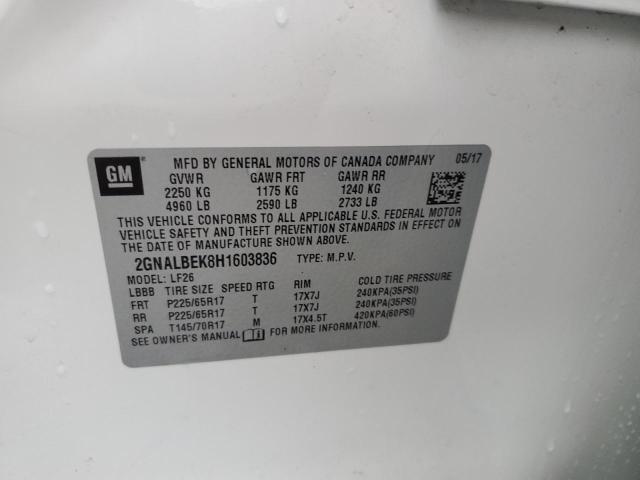 GM
MFD BY GENERAL MOTORS OF CANADA COMPANY 05/17
GVWR GAWR FRT GAWR RR
2250 KG 1175 KG 1240 KG
4960 LB 2590 LB 2733 LB
THIS VEHICLE CONFORMS TO ALL APPLICABLE U.S. FEDERAL MOTOR
VEHICLE SAFETY AND THEFT PREVENTION STANDARDS IN EFFECT ON
THE DATE OF MANUFACTURE SHOWN ABOVE.
2GNALBEK8H1603836 TYPE: M.P.V.
MODEL: LF26
LBBB TIRE SIZE SPEED RTG RIM COLD TIRE PRESSURE
FRT P225/65R17 T 17X7J 240KPA(35PSI)
RR P225/65R17 T 17X7J 240KPA(35PSI)
SPA T145/70R17 M 17X4.5T 420KPA(60PSI)
SEE OWNER'S MANUAL FOR MORE INFORMATION.